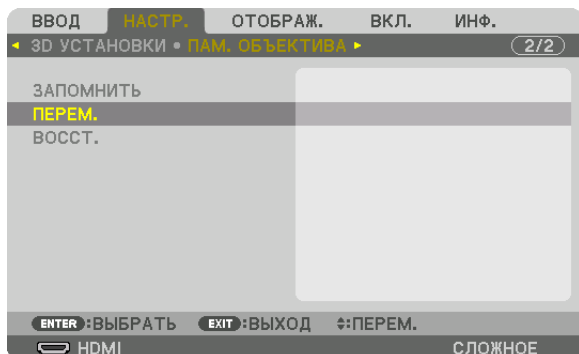 ВВОД НАСТР. ОТОБРАЖ. ВКЛ. ИНФ.
3D УСТАНОВКИ • ПАМ. ОБЪЕКТИВА 2/2
ЗАПОМНИТЬ
ПЕРЕМ.
ВОССТ.
ENTER :ВЫБРАТЬ EXIT :ВЫХОД :ПЕРЕМ.
HDMI СЛОЖНОЕ